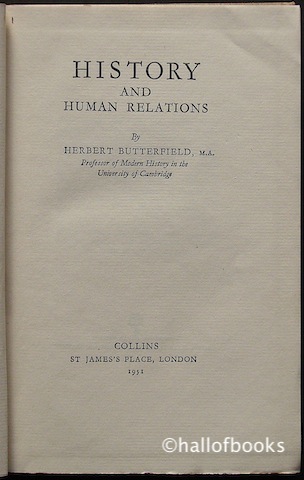 HISTORY
AND
HUMAN RELATIONS
By
HERBERT BUTTERFIELD, M.A.
Professor of Modern History in the
University of Cambridge
COLLINS
ST JAMES'S PLACE, LONDON
1951
©hallofbooks